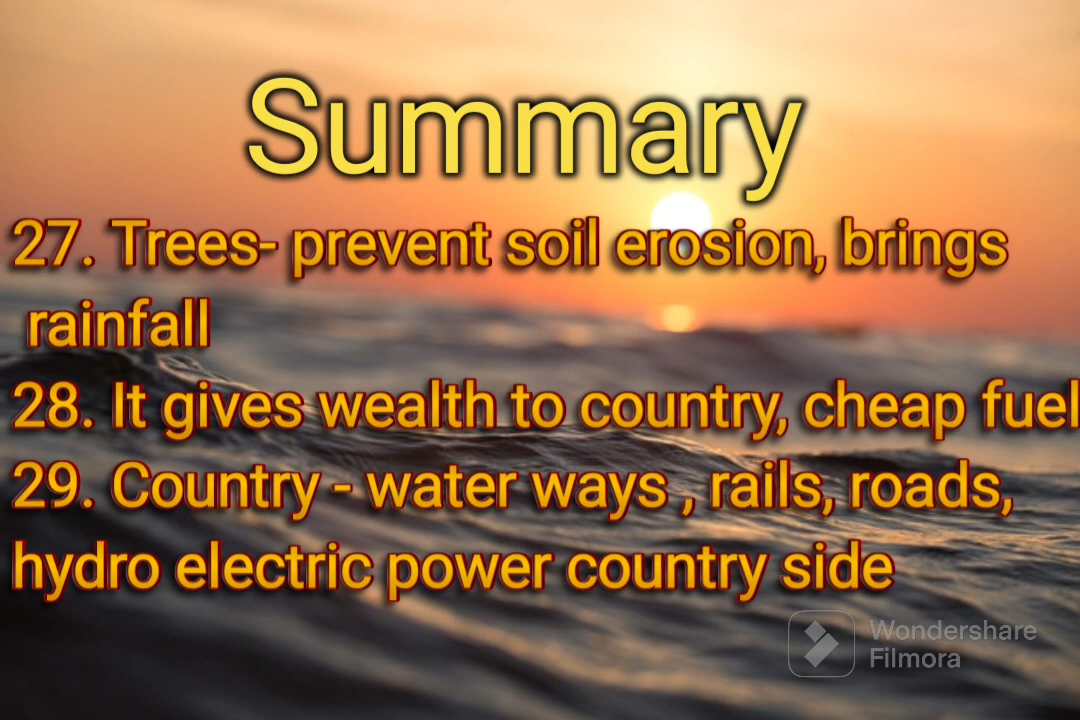 Summary
27. Trees- prevent soil erosion, brings
rainfall
28. It gives wealth to country, cheap fuel
29. Country - water ways , rails, roads,
hydro electric power country side
Wondershare
Filmora